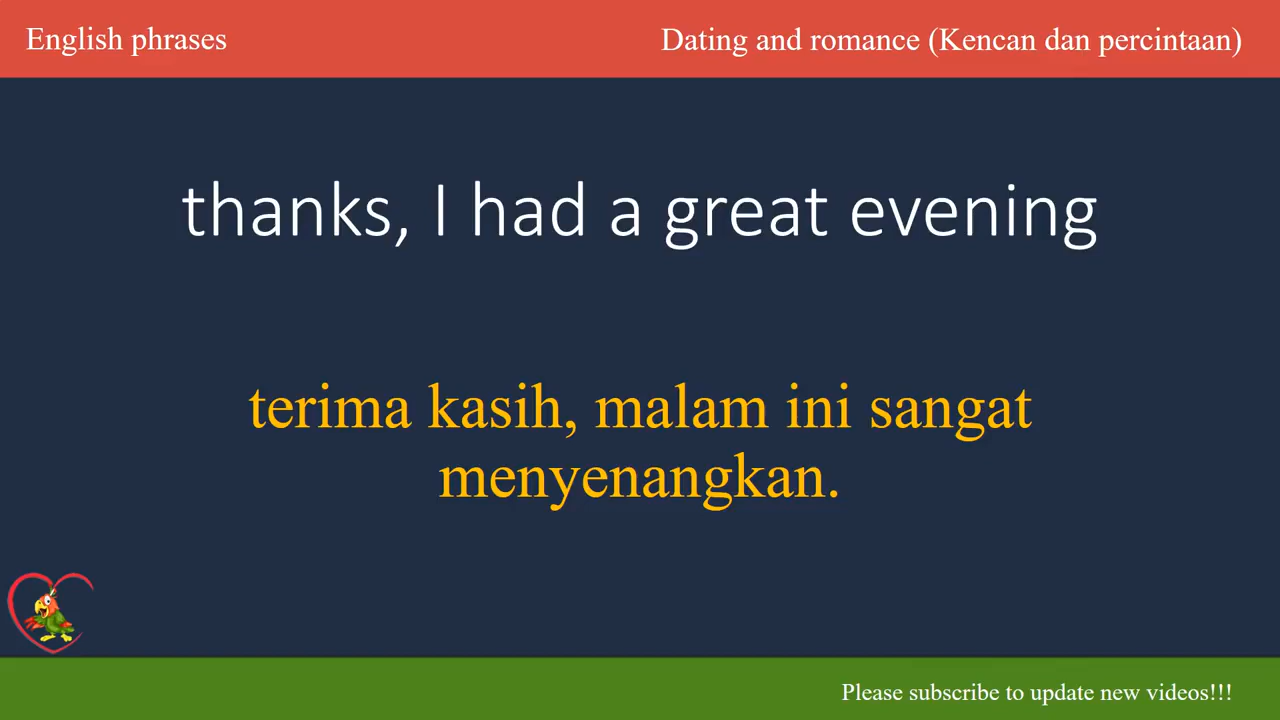 English phrases
Dating and romance (Kencan dan percintaan)
thanks, I had a great evening
terima kasih, malam ini sangat
menyenangkan.
Please subscribe to update new videos!!!